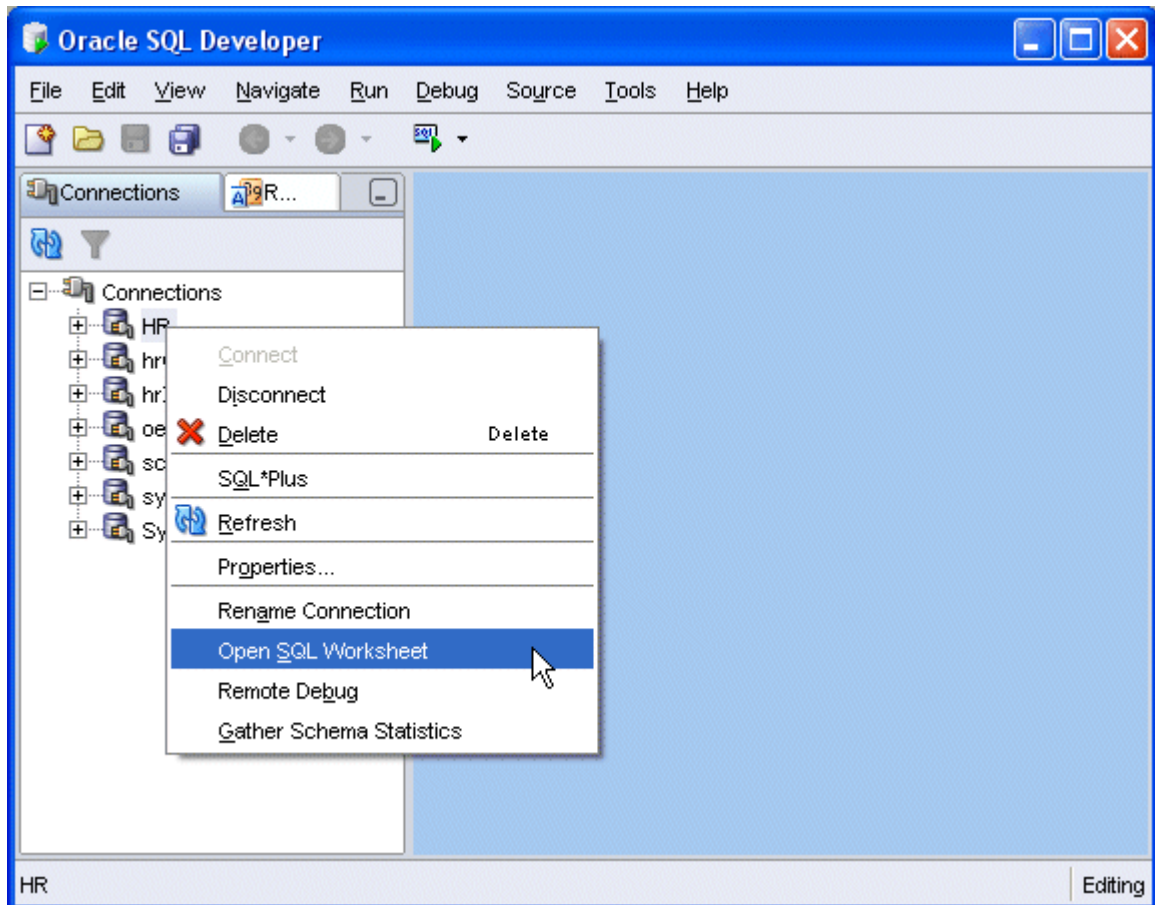 Oracle SQL Developer
File Edit View Navigate Run Debug Source Tools Help
SQL
Connections R...
Connections
HR
Connect
Disconnect
Delete Delete
SQL*Plus
Refresh
Properties...
Rename Connection
Open SQL Worksheet
Remote Debug
Gather Schema Statistics
HR Editing